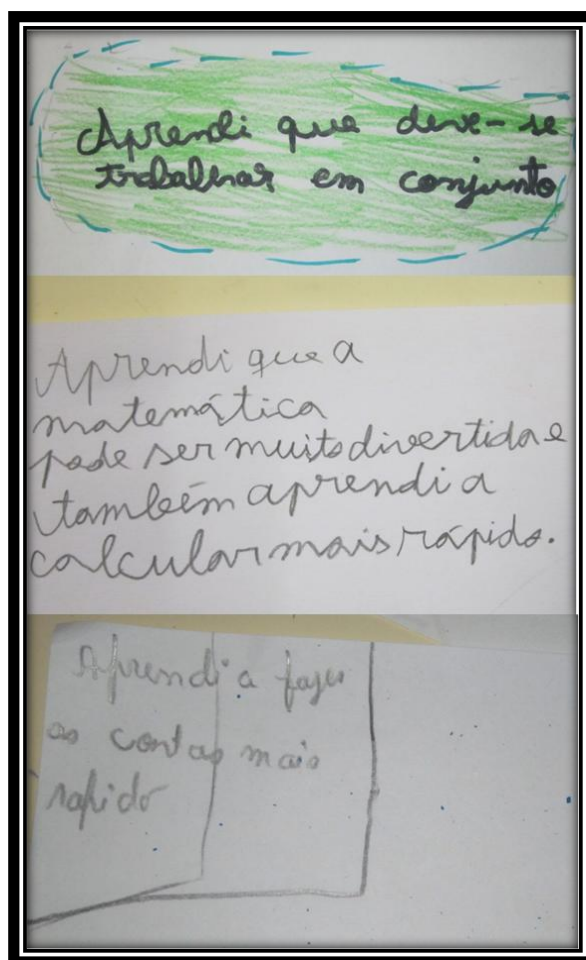 Aprendi que deve-se
trabalhar em conjunto
Aprendi que a
matemática
pode ser muito divertida e
também aprendi a
calcular mais rápido.
Aprendi a fazer
as contas mais
rapido